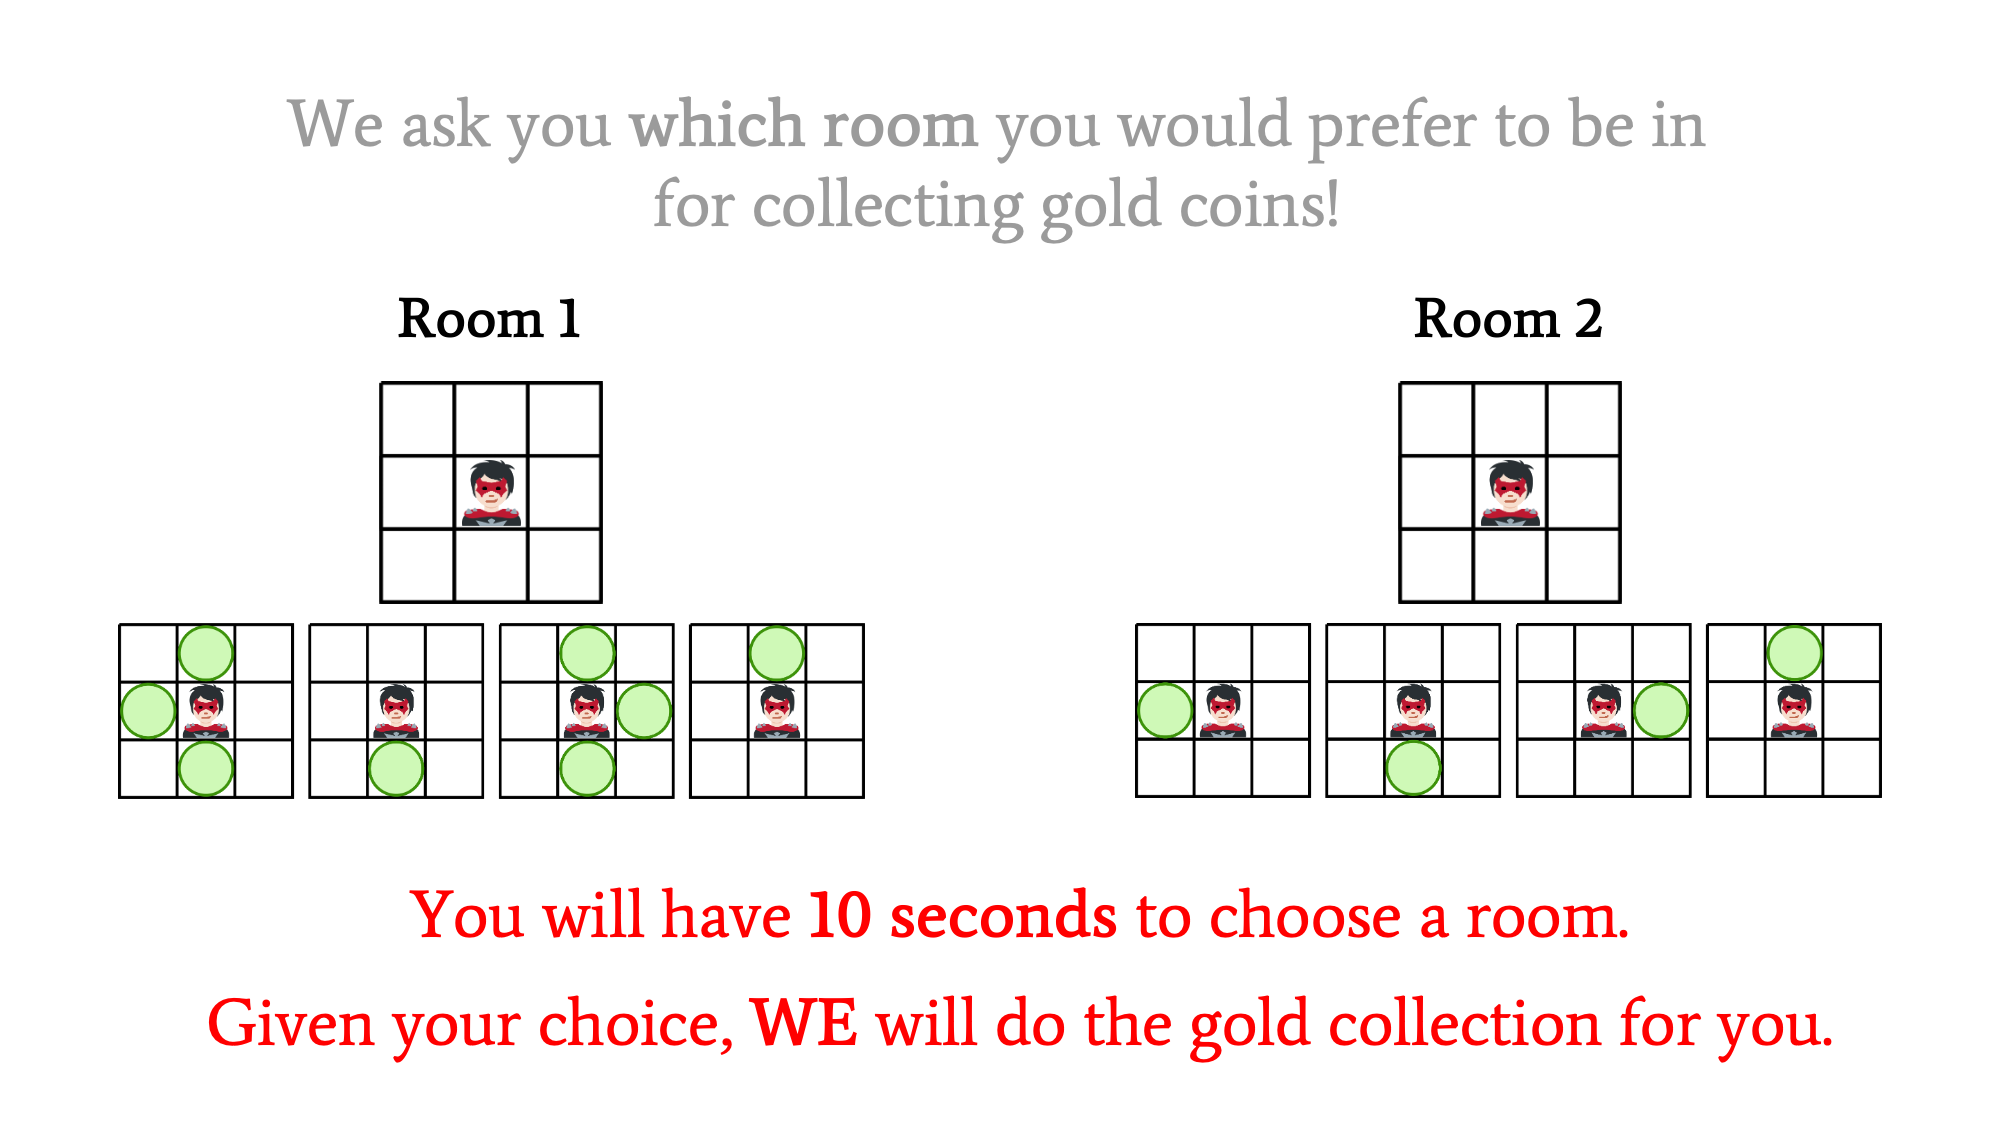 We ask you which room you would prefer to be in
for collecting gold coins!
Room 1
Room 2
You will have 10 seconds to choose a room.
Given your choice, WE will do the gold collection for you.